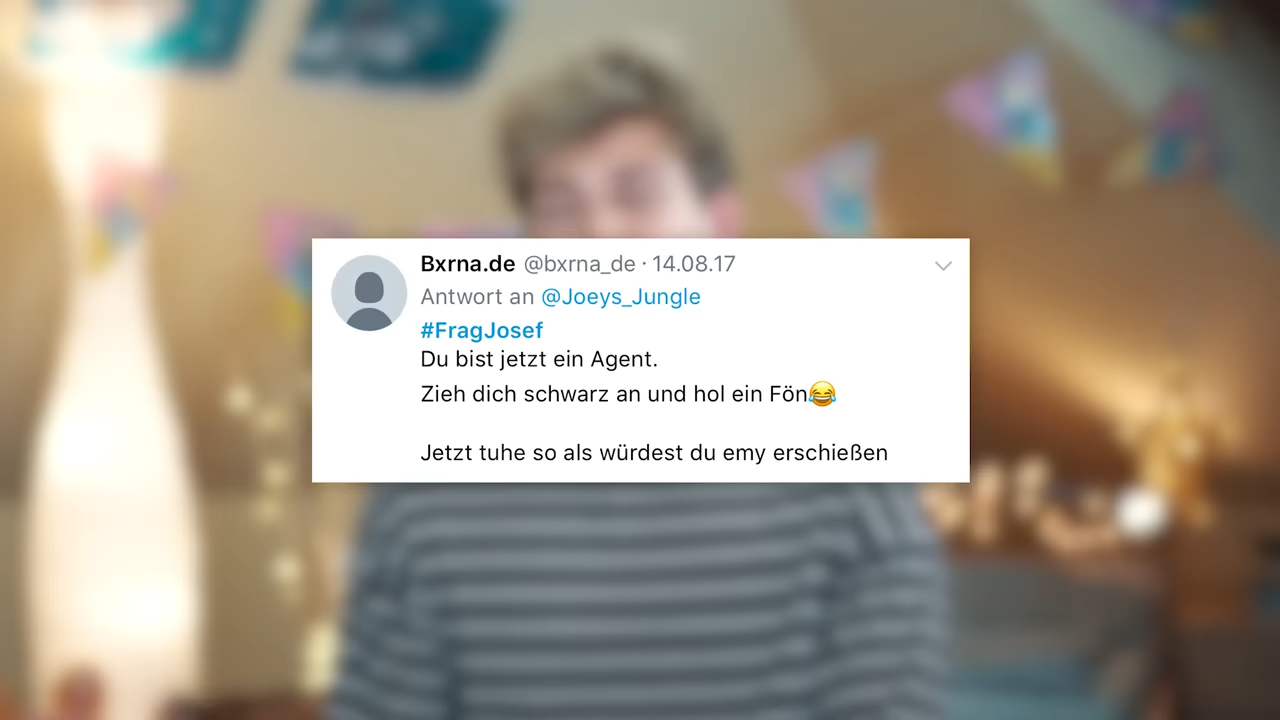 Bxrna.de @bxrna_de · 14.08.17
Antwort an @Joeys_Jungle
#FragJosef
Du bist jetzt ein Agent.
Zieh dich schwarz an und hol ein Fön😂
Jetzt tuhe so als würdest du emy erschießen